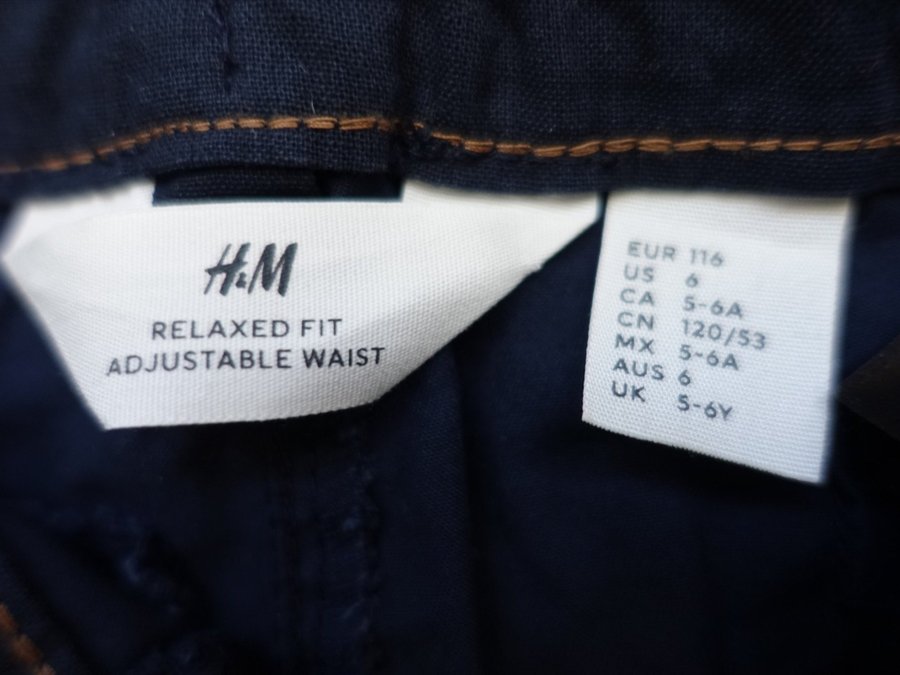 H&M
RELAXED FIT
ADJUSTABLE WAIST
EUR 116
US 6
CA 5-6A
CN 120/53
MX 5-6A
AUS 6
UK 5-6Y